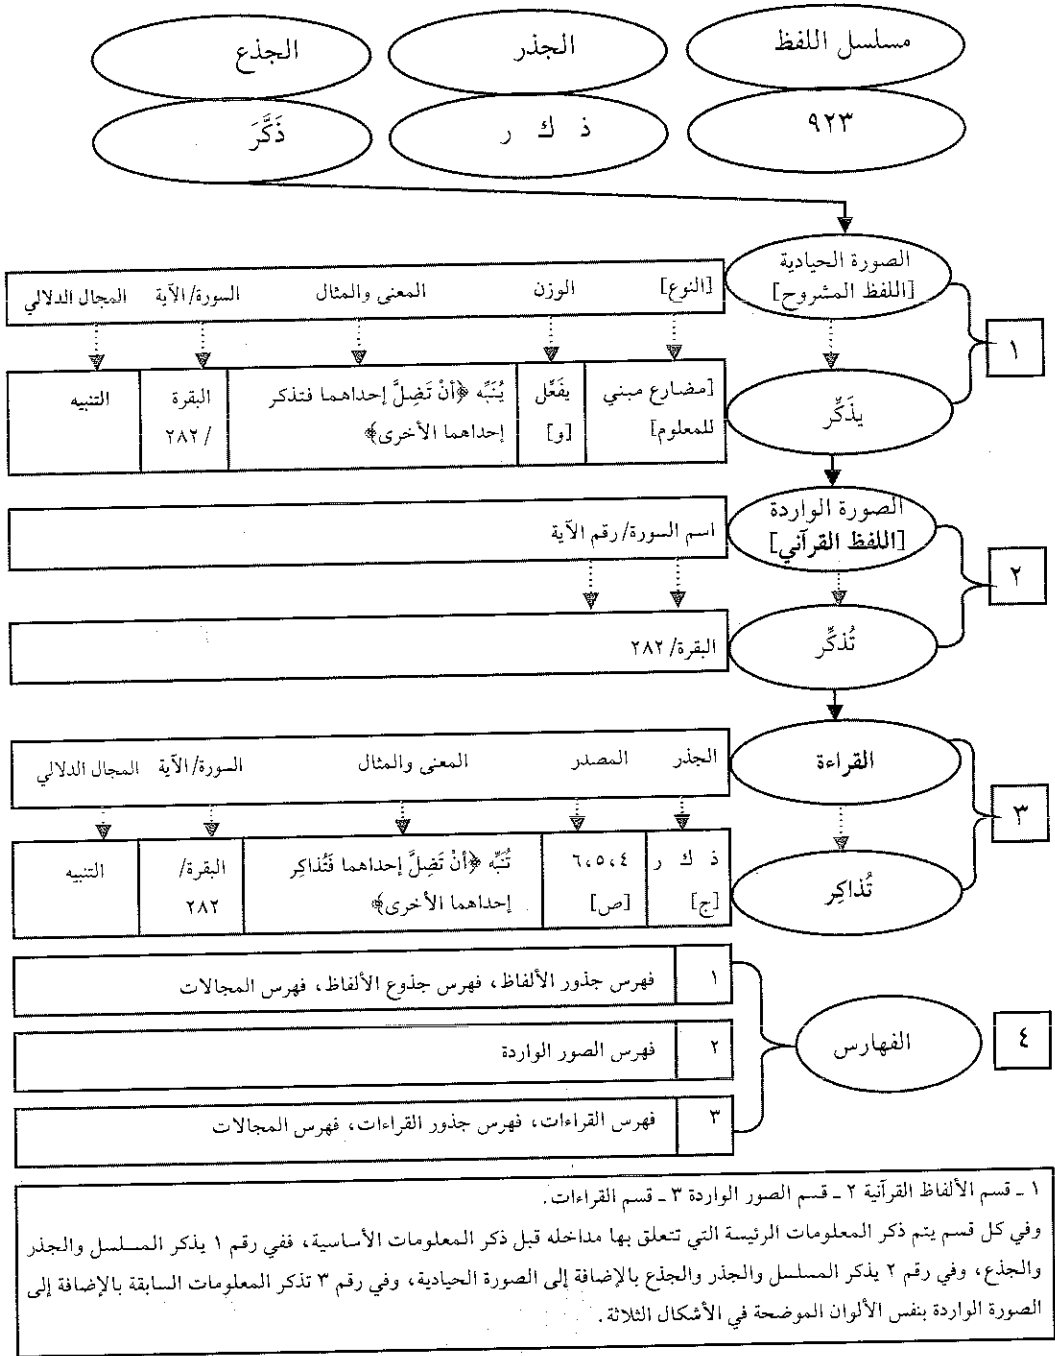 مسلسل اللفظ الجذر الجذع
٩٢٣ ذ ك ر ذَكَّرَ
الصورة الحيادية
[اللفظ المشروح]
[النوع] الوزن المعنى والمثال السورة/الآية المجال الدلالي
١
يذَكِّر
[مضارع مبني يفَعِّل يُنَبِّه ﴿أنْ تَضِلَّ إحداهما فتذكر البقرة التنبيه
للمعلوم] [و] إحداهما الأخرى﴾ /٢٨٢
الصورة الواردة
[اللفظ القرآني]
اسم السورة/رقم الآية
٢
تُذكِّر
البقرة/٢٨٢
القراءة
الجذر المصدر المعنى والمثال السورة/الآية المجال الدلالي
٣
تُذاكِر
ذ ك ر ٤،٥،٦ تُنَبِّه ﴿أنْ تَضِلَّ إحداهما فَتُذاكِر البقرة/ التنبيه
[ج] [ص] إحداهما الأخرى﴾ ٢٨٢
٤
الفهارس
١ فهرس جذور الألفاظ، فهرس جذوع الألفاظ، فهرس المجالات
٢ فهرس الصور الواردة
٣ فهرس القراءات، فهرس جذور القراءات، فهرس المجالات
١ ـ قسم الألفاظ القرآنية ٢ ـ قسم الصور الواردة ٣ ـ قسم القراءات.
وفي كل قسم يتم ذكر المعلومات الرئيسة التي تتعلق بها مداخله قبل ذكر المعلومات الأساسية، ففي رقم ١ يذكر المسلسل والجذر
والجذع، وفي رقم ٢ يذكر المسلسل والجذر والجذع بالإضافة إلى الصورة الحيادية، وفي رقم ٣ تذكر المعلومات السابقة بالإضافة إلى
الصورة الواردة بنفس الألوان الموضحة في الأشكال الثلاثة.